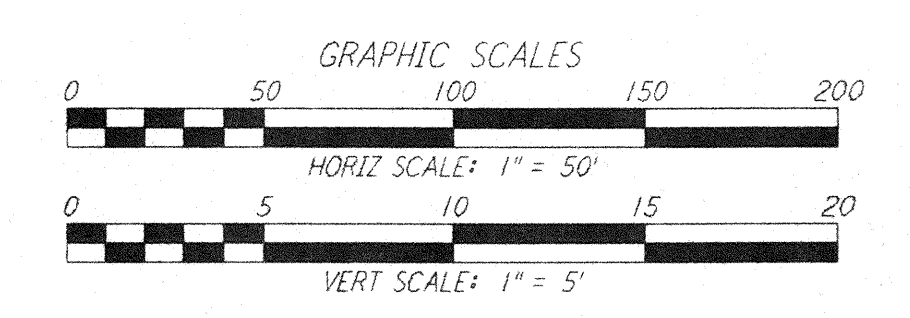 GRAPHIC SCALES
0 50 100 150 200
HORIZ SCALE: 1" = 50'
0 5 10 15 20
VERT SCALE: 1" = 5'